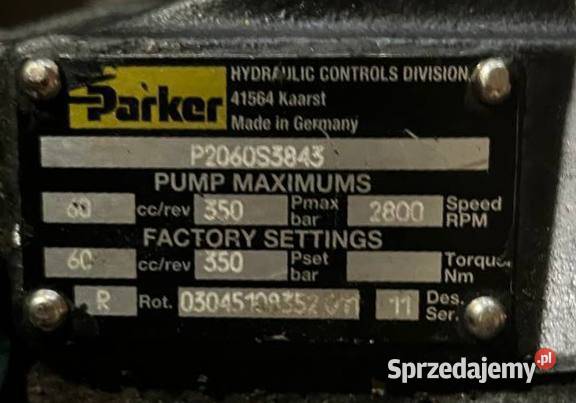 Parker
HYDRAULIC CONTROLS DIVISION
41564 Kaarst
Made in Germany
P2060S3843
PUMP MAXIMUMS
60 cc/rev 350 Pmax bar 2800 Speed RPM
FACTORY SETTINGS
60 cc/rev 350 Pset bar Torque Nm
R Rot. 11 Des. Ser.
Sprzedajemy.pl